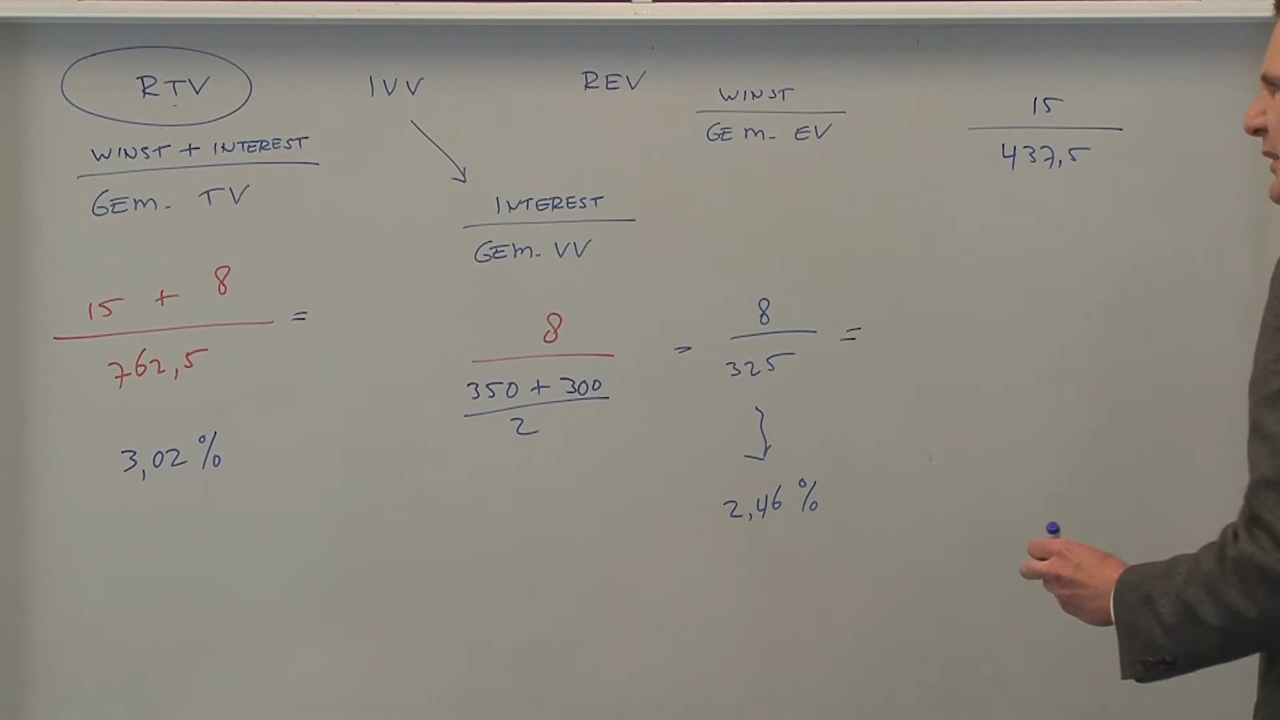 RTV
WINST + INTEREST
GEM. TV
15 + 8 =
762,5
3,02 %
IVV
INTEREST
GEM. VV
8
350 + 300
2
=
8
325
=
2,46 %
REV
WINST
GEM. EV
15
437,5